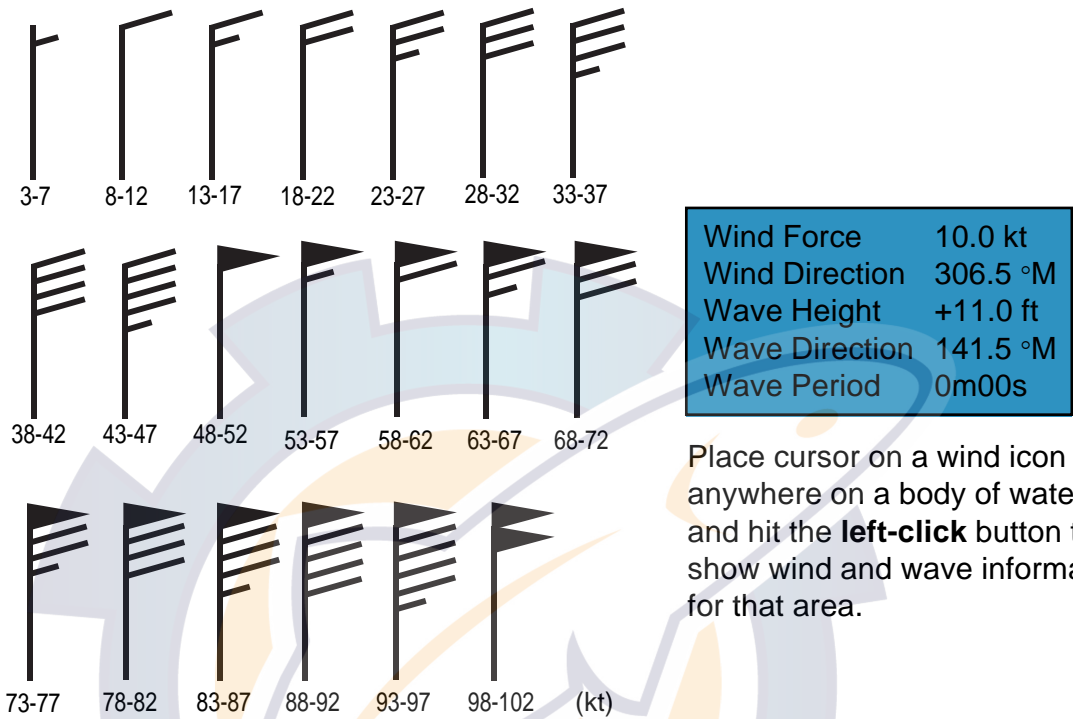 3-7 8-12 13-17 18-22 23-27 28-32 33-37
38-42 43-47 48-52 53-57 58-62 63-67 68-72
73-77 78-82 83-87 88-92 93-97 98-102 (kt)
Wind Force 10.0 kt
Wind Direction 306.5 °M
Wave Height +11.0 ft
Wave Direction 141.5 °M
Wave Period 0m00s
Place cursor on a wind icon
anywhere on a body of wate
and hit the left-click button t
show wind and wave informa
for that area.